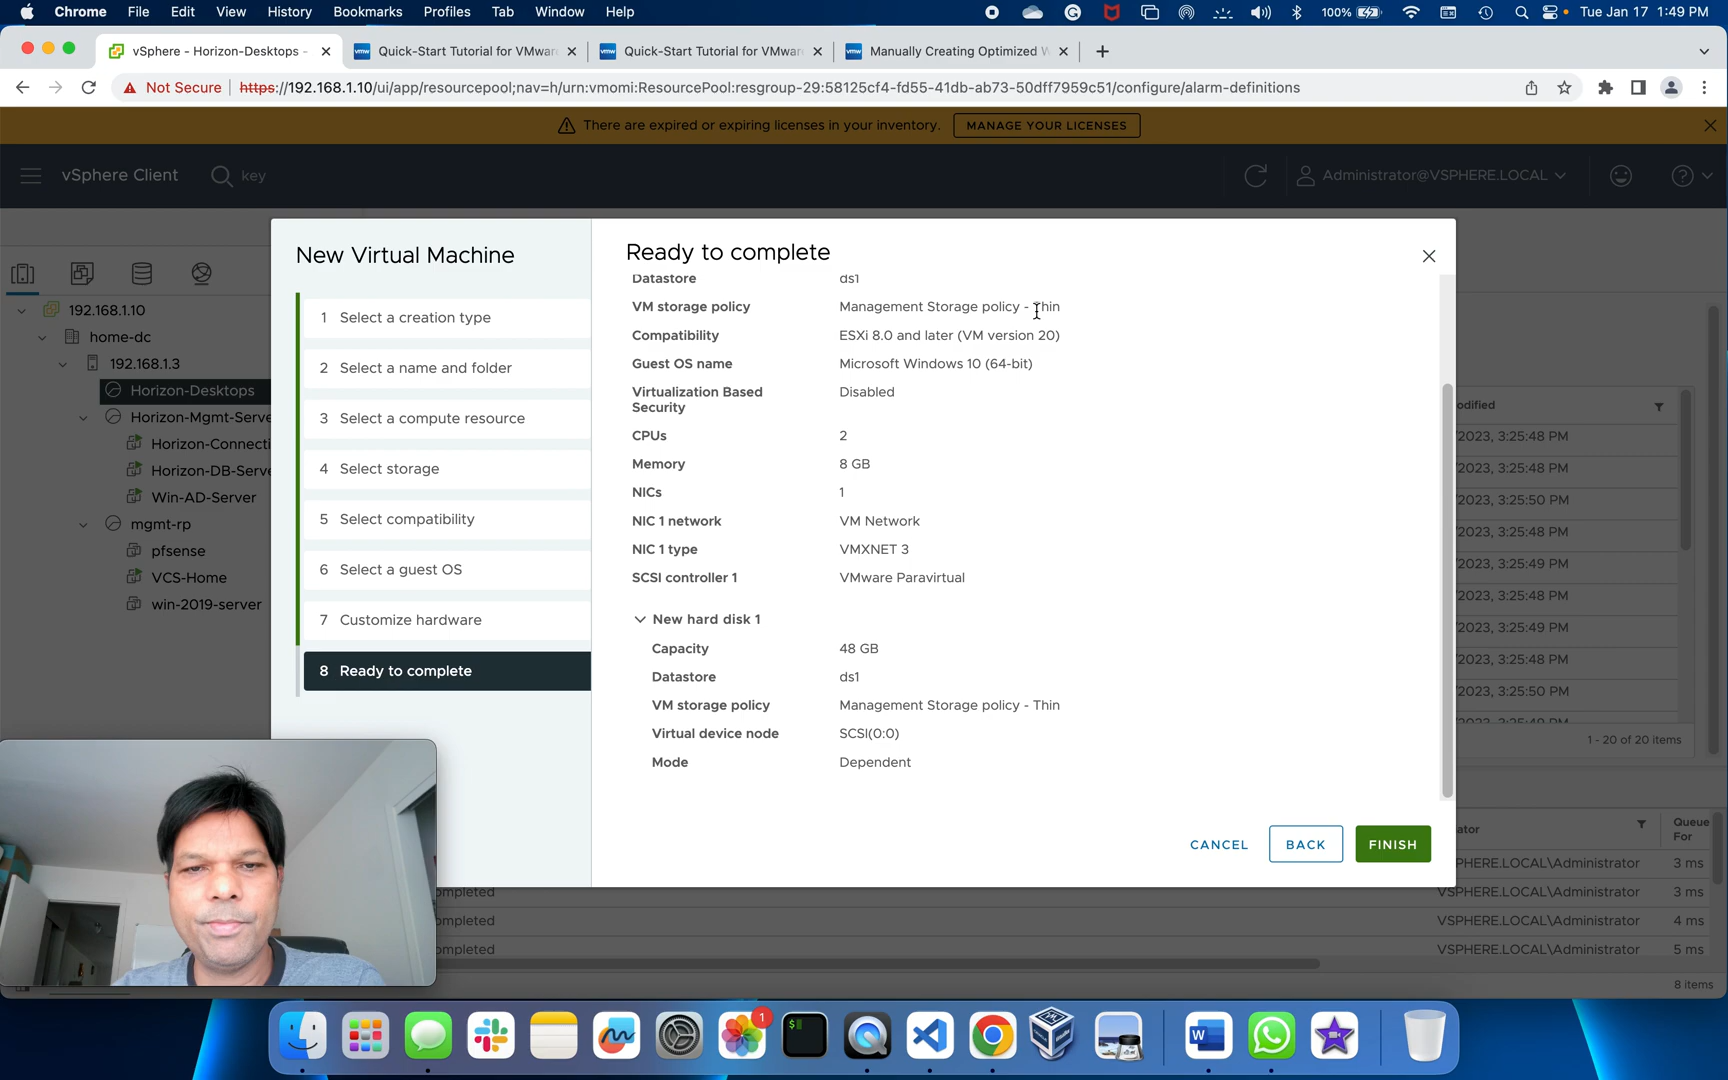 Chrome File Edit View History Bookmarks Profiles Tab Window Help 100% Tue Jan 17 1:49 PM
vSphere - Horizon-Desktops - Quick-Start Tutorial for VMwar Quick-Start Tutorial for VMwar Manually Creating Optimized W
Not Secure https://192.168.1.10/ui/app/resourcepool;nav=h/urn:vmomi:ResourcePool:resgroup-29:58125cf4-fd55-41db-ab73-50dff7959c51/configure/alarm-definitions
There are expired or expiring licenses in your inventory. MANAGE YOUR LICENSES
vSphere Client key Administrator@VSPHERE.LOCAL
192.168.1.10
home-dc
192.168.1.3
Horizon-Desktops
Horizon-Mgmt-Serve
Horizon-Connecti
Horizon-DB-Serve
Win-AD-Server
mgmt-rp
pfsense
VCS-Home
win-2019-server
New Virtual Machine
1 Select a creation type
2 Select a name and folder
3 Select a compute resource
4 Select storage
5 Select compatibility
6 Select a guest OS
7 Customize hardware
8 Ready to complete
Ready to complete
Datastore ds1
VM storage policy Management Storage policy - Thin
Compatibility ESXi 8.0 and later (VM version 20)
Guest OS name Microsoft Windows 10 (64-bit)
Virtualization Based Disabled
Security
CPUs 2
Memory 8 GB
NICs 1
NIC 1 network VM Network
NIC 1 type VMXNET 3
SCSI controller 1 VMware Paravirtual
New hard disk 1
Capacity 48 GB
Datastore ds1
VM storage policy Management Storage policy - Thin
Virtual device node SCSI(0:0)
Mode Dependent
CANCEL BACK FINISH
odified
/2023, 3:25:48 PM
/2023, 3:25:48 PM
/2023, 3:25:50 PM
/2023, 3:25:48 PM
/2023, 3:25:49 PM
/2023, 3:25:48 PM
/2023, 3:25:49 PM
/2023, 3:25:48 PM
/2023, 3:25:50 PM
1 - 20 of 20 items
ator Queue
For
PHERE.LOCAL\Administrator 3 ms
ompleted VSPHERE.LOCAL\Administrator 3 ms
ompleted VSPHERE.LOCAL\Administrator 4 ms
ompleted VSPHERE.LOCAL\Administrator 5 ms
8 items
1